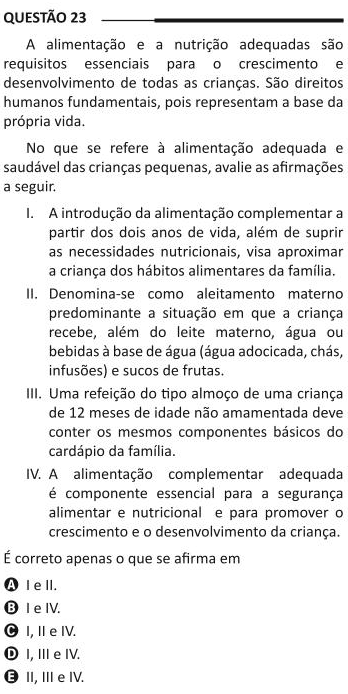 QUESTÃO 23
A alimentação e a nutrição adequadas são
requisitos essenciais para o crescimento e
desenvolvimento de todas as crianças. São direitos
humanos fundamentais, pois representam a base da
própria vida.
No que se refere à alimentação adequada e
saudável das crianças pequenas, avalie as afirmações
a seguir.
I. A introdução da alimentação complementar a
partir dos dois anos de vida, além de suprir
as necessidades nutricionais, visa aproximar
a criança dos hábitos alimentares da família.
II. Denomina-se como aleitamento materno
predominante a situação em que a criança
recebe, além do leite materno, água ou
bebidas à base de água (água adocicada, chás,
infusões) e sucos de frutas.
III. Uma refeição do tipo almoço de uma criança
de 12 meses de idade não amamentada deve
conter os mesmos componentes básicos do
cardápio da família.
IV. A alimentação complementar adequada
é componente essencial para a segurança
alimentar e nutricional e para promover o
crescimento e o desenvolvimento da criança.
É correto apenas o que se afirma em
A I e II.
B I e IV.
C I, II e IV.
D I, III e IV.
E II, III e IV.